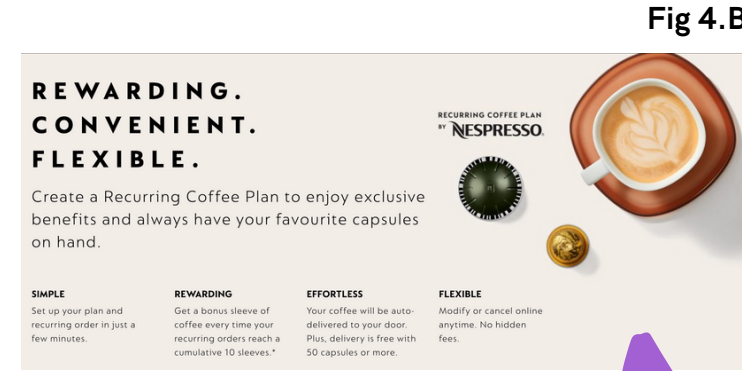 Fig 4.B
REWARDING.
CONVENIENT.
FLEXIBLE.
Create a Recurring Coffee Plan to enjoy exclusive
benefits and always have your favourite capsules
on hand.
RECURRING COFFEE PLAN
BY NESPRESSO.
SIMPLE
Set up your plan and
recurring order in just a
few minutes.
REWARDING
Get a bonus sleeve of
coffee every time your
recurring orders reach a
cumulative 10 sleeves.*
EFFORTLESS
Your coffee will be auto-
delivered to your door.
Plus, delivery is free with
50 capsules or more.
FLEXIBLE
Modify or cancel online
anytime. No hidden
fees.